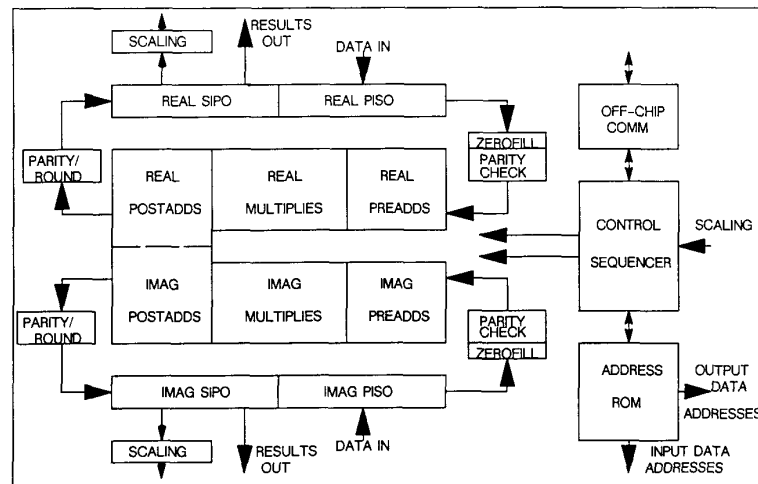 RESULTS
OUT
SCALING
DATA IN
REAL SIPO
REAL PISO
OFF-CHIP
COMM
ZEROFILL
PARITY
CHECK
PARITY/
ROUND
REAL
POSTADDS
REAL
MULTIPLIES
REAL
PREADDS
CONTROL
SEQUENCER
SCALING
IMAG
POSTADDS
IMAG
MULTIPLIES
IMAG
PREADDS
PARITY/
ROUND
PARITY
CHECK
ZEROFILL
IMAG SIPO
IMAG PISO
ADDRESS
ROM
OUTPUT
DATA
ADDRESSES
SCALING
RESULTS
OUT
DATA IN
INPUT DATA
ADDRESSES